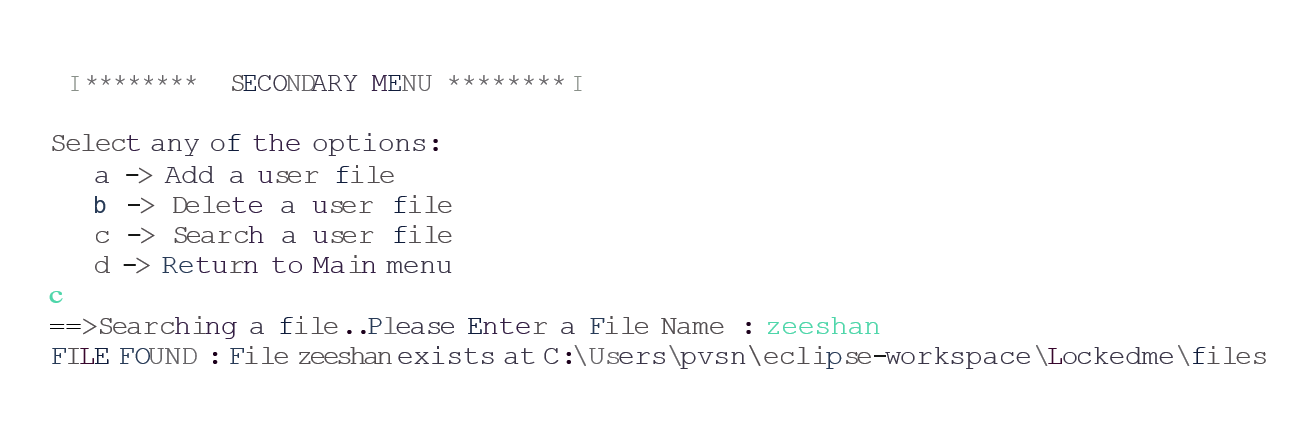 I******** SECONDARY MENU ********I
Select any of the options:
a -> Add a user file
b -> Delete a user file
c -> Search a user file
d -> Return to Main menu
c
==>Searching a file..Please Enter a File Name : zeeshan
FILE FOUND : File zeeshan exists at C:\Users\pvsn\eclipse-workspace\Lockedme\files